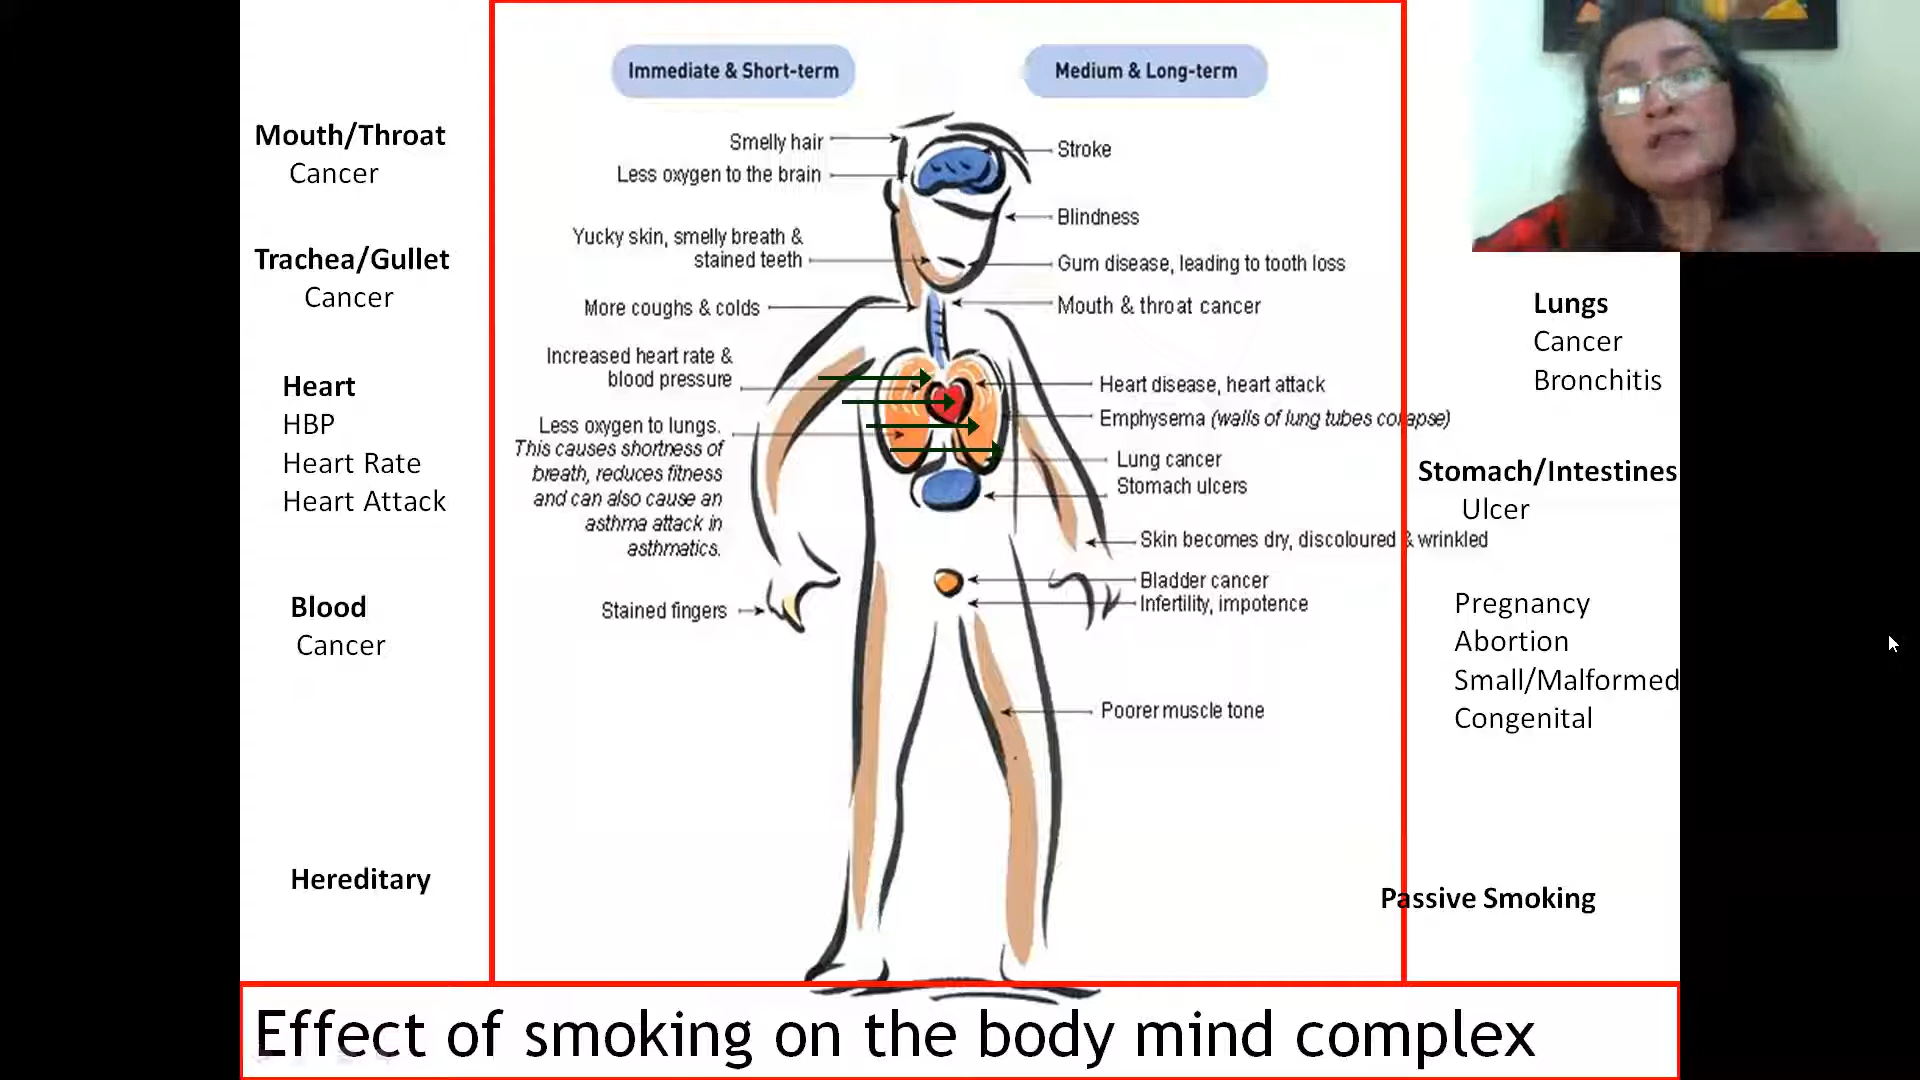 Immediate & Short-term
Medium & Long-term
Mouth/Throat
Cancer
Trachea/Gullet
Cancer
Heart
HBP
Heart Rate
Heart Attack
Blood
Cancer
Hereditary
Smelly hair
Less oxygen to the brain
Yucky skin, smelly breath &
stained teeth
More coughs & colds
Increased heart rate &
blood pressure
Less oxygen to lungs.
This causes shortness of
breath, reduces fitness
and can also cause an
asthma attack in
asthmatics.
Stained fingers
Stroke
Blindness
Gum disease, leading to tooth loss
Mouth & throat cancer
Heart disease, heart attack
Emphysema (walls of lung tubes collapse)
Lung cancer
Stomach ulcers
Skin becomes dry, discoloured & wrinkled
Bladder cancer
Infertility, impotence
Poorer muscle tone
Lungs
Cancer
Bronchitis
Stomach/Intestines
Ulcer
Pregnancy
Abortion
Small/Malformed
Congenital
Passive Smoking
Effect of smoking on the body mind complex